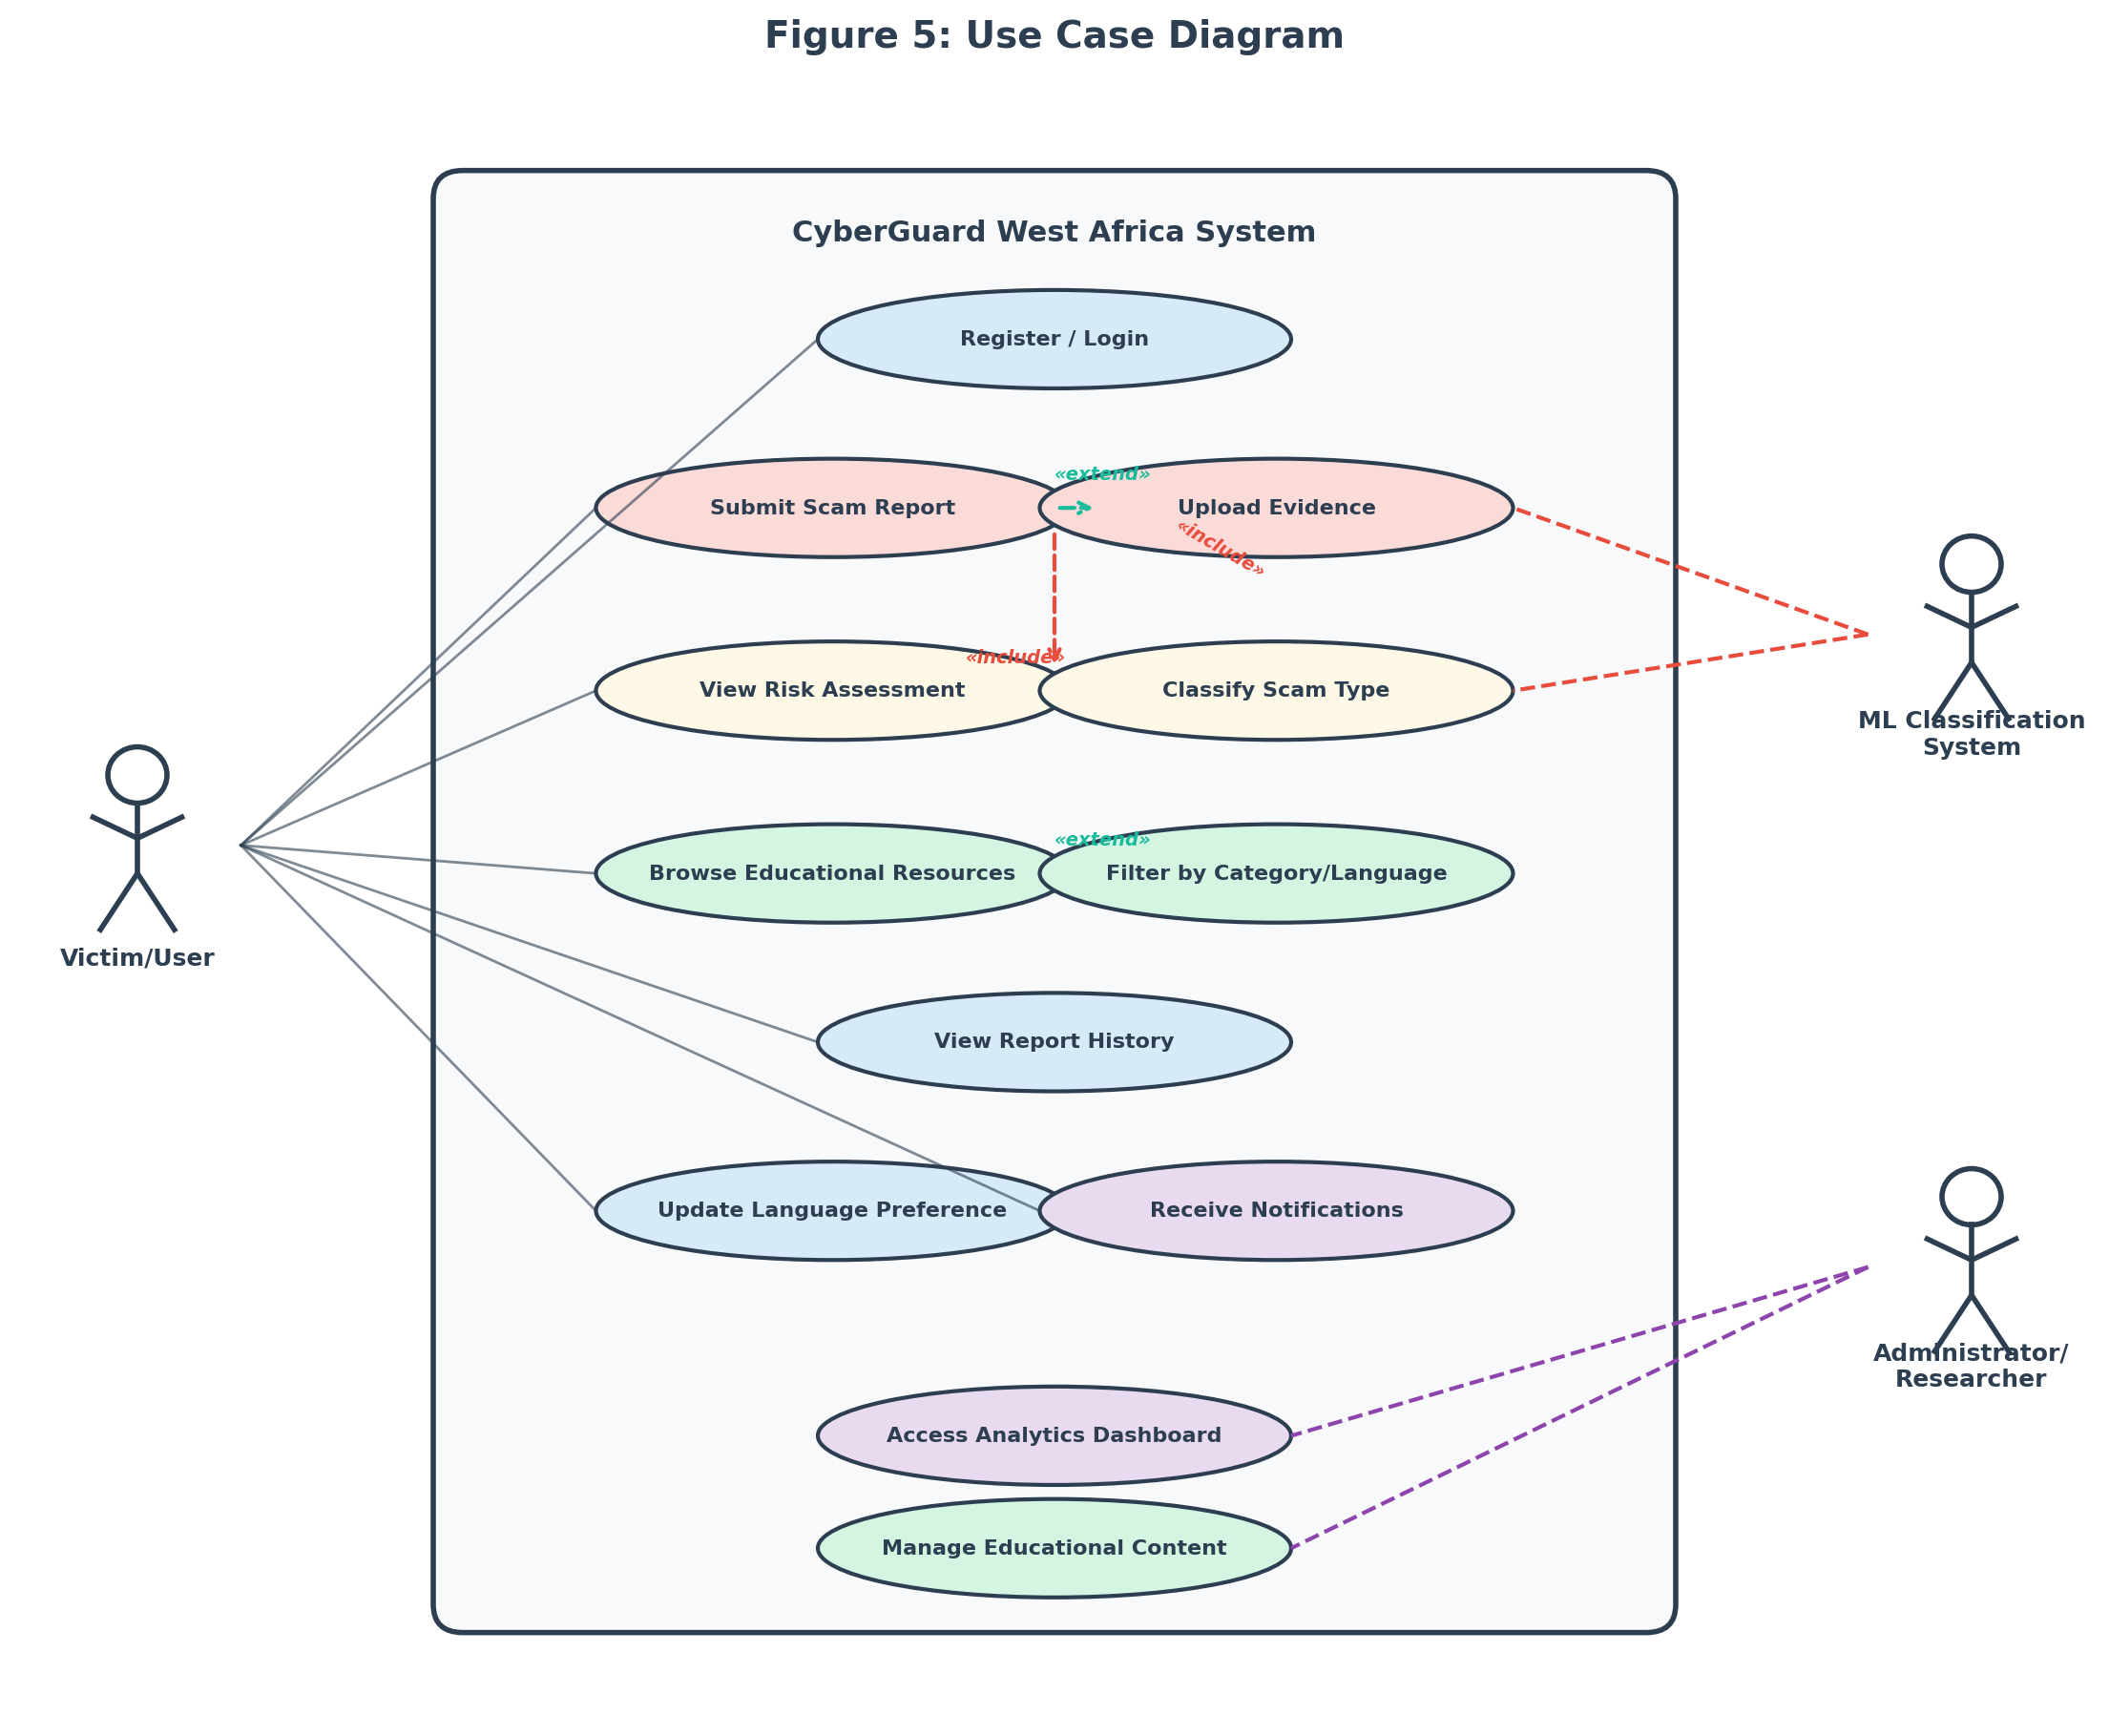 Figure 5: Use Case Diagram
CyberGuard West Africa System
Register / Login
«extend»
Submit Scam Report
Upload Evidence
«include»
«include»
View Risk Assessment
Classify Scam Type
ML Classification
System
«extend»
Browse Educational Resources
Filter by Category/Language
Victim/User
View Report History
Update Language Preference
Receive Notifications
Administrator/
Researcher
Access Analytics Dashboard
Manage Educational Content